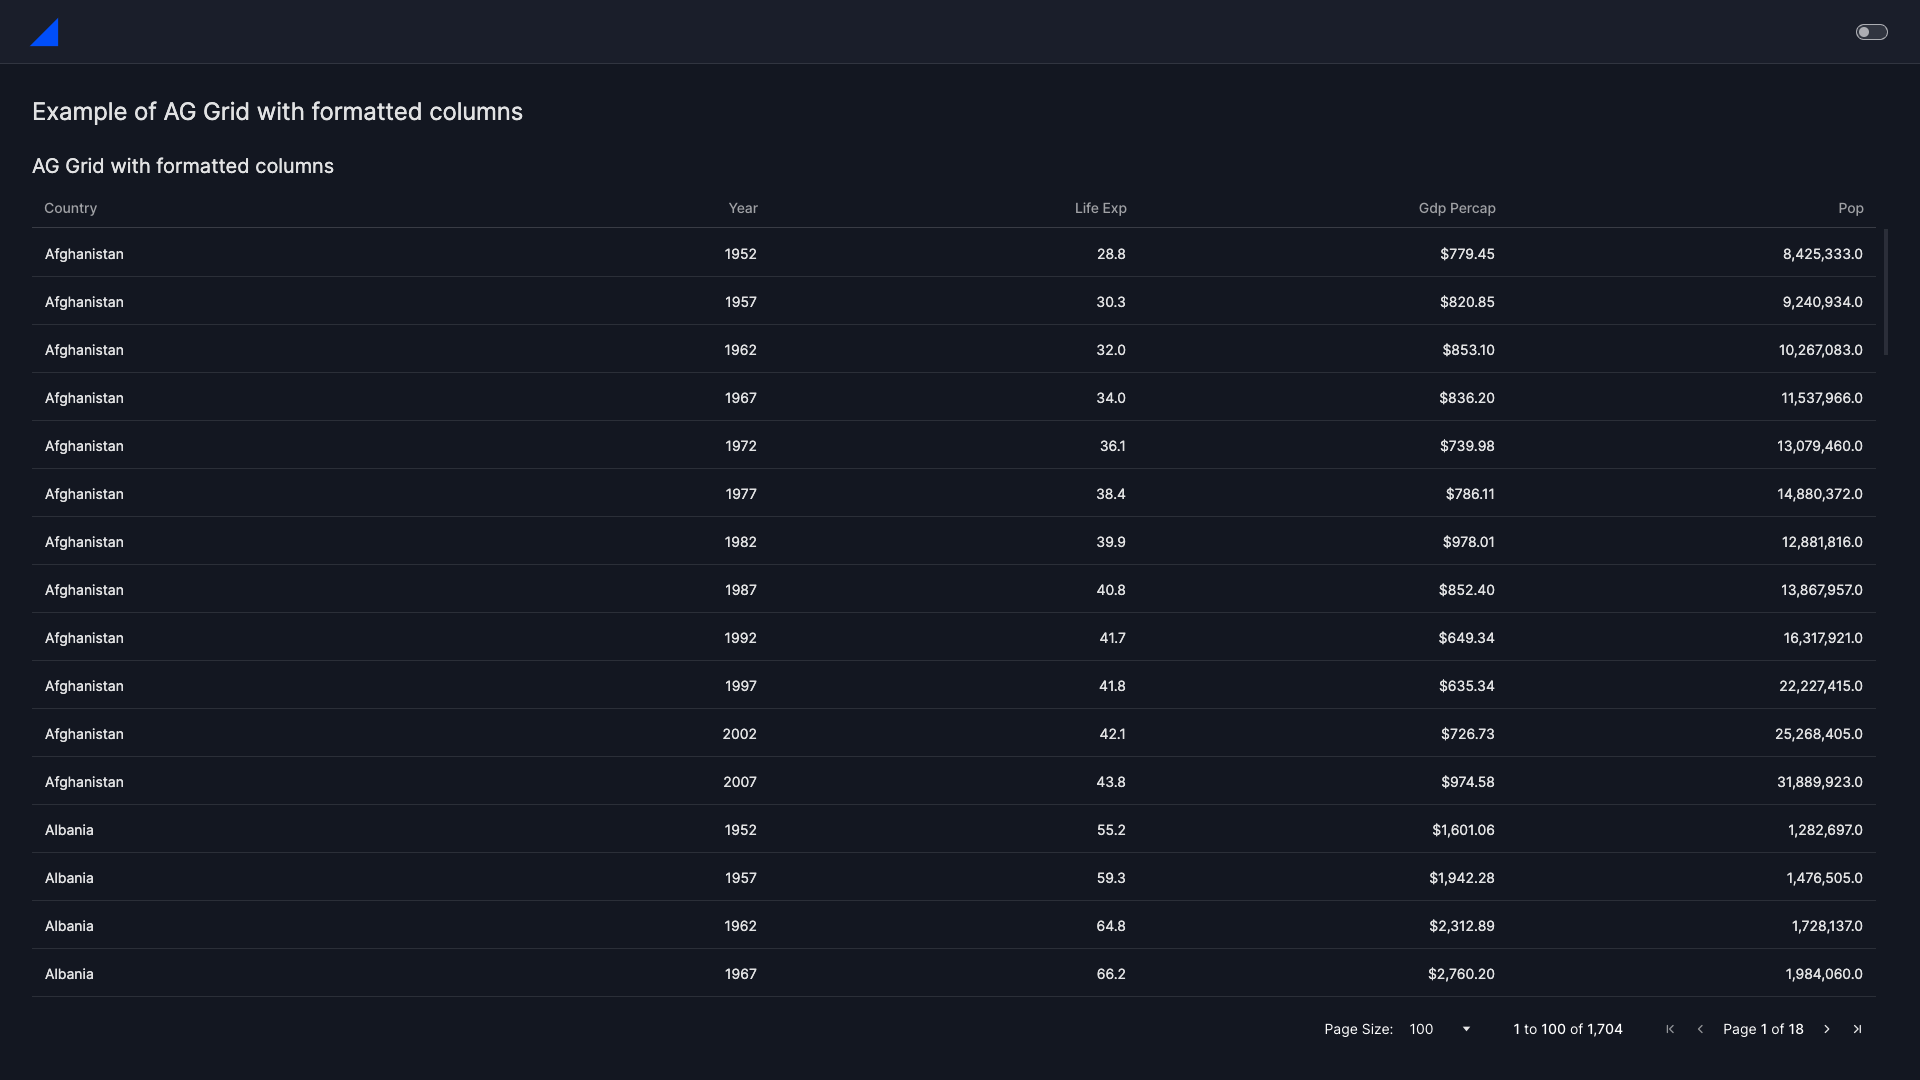 Example of AG Grid with formatted columns
AG Grid with formatted columns
Country Year Life Exp Gdp Percap Pop
Afghanistan 1952 28.8 $779.45 8,425,333.0
Afghanistan 1957 30.3 $820.85 9,240,934.0
Afghanistan 1962 32.0 $853.10 10,267,083.0
Afghanistan 1967 34.0 $836.20 11,537,966.0
Afghanistan 1972 36.1 $739.98 13,079,460.0
Afghanistan 1977 38.4 $786.11 14,880,372.0
Afghanistan 1982 39.9 $978.01 12,881,816.0
Afghanistan 1987 40.8 $852.40 13,867,957.0
Afghanistan 1992 41.7 $649.34 16,317,921.0
Afghanistan 1997 41.8 $635.34 22,227,415.0
Afghanistan 2002 42.1 $726.73 25,268,405.0
Afghanistan 2007 43.8 $974.58 31,889,923.0
Albania 1952 55.2 $1,601.06 1,282,697.0
Albania 1957 59.3 $1,942.28 1,476,505.0
Albania 1962 64.8 $2,312.89 1,728,137.0
Albania 1967 66.2 $2,760.20 1,984,060.0
Page Size: 100 1 to 100 of 1,704 Page 1 of 18